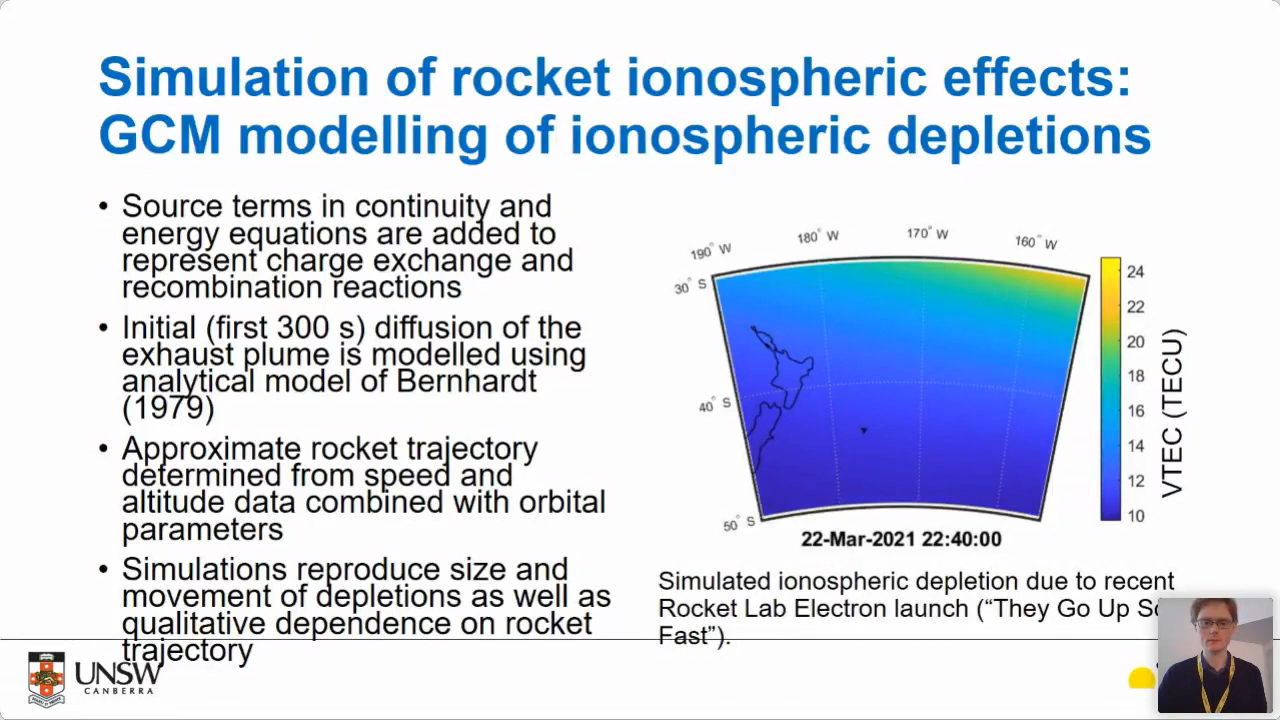 Simulation of rocket ionospheric effects:
GCM modelling of ionospheric depletions
• Source terms in continuity and
energy equations are added to
represent charge exchange and
recombination reactions
• Initial (first 300 s) diffusion of the
exhaust plume is modelled using
analytical model of Bernhardt
(1979)
• Approximate rocket trajectory
determined from speed and
altitude data combined with orbital
parameters
• Simulations reproduce size and
movement of depletions as well as
qualitative dependence on rocket
trajectory
190° W
180° W
170° W
160° W
30° S
40° S
50° S
24
22
20
18
16
14
12
10
VTEC (TECU)
22-Mar-2021 22:40:00
Simulated ionospheric depletion due to recent
Rocket Lab Electron launch (“They Go Up So
Fast”).
UNSW
CANBERRA